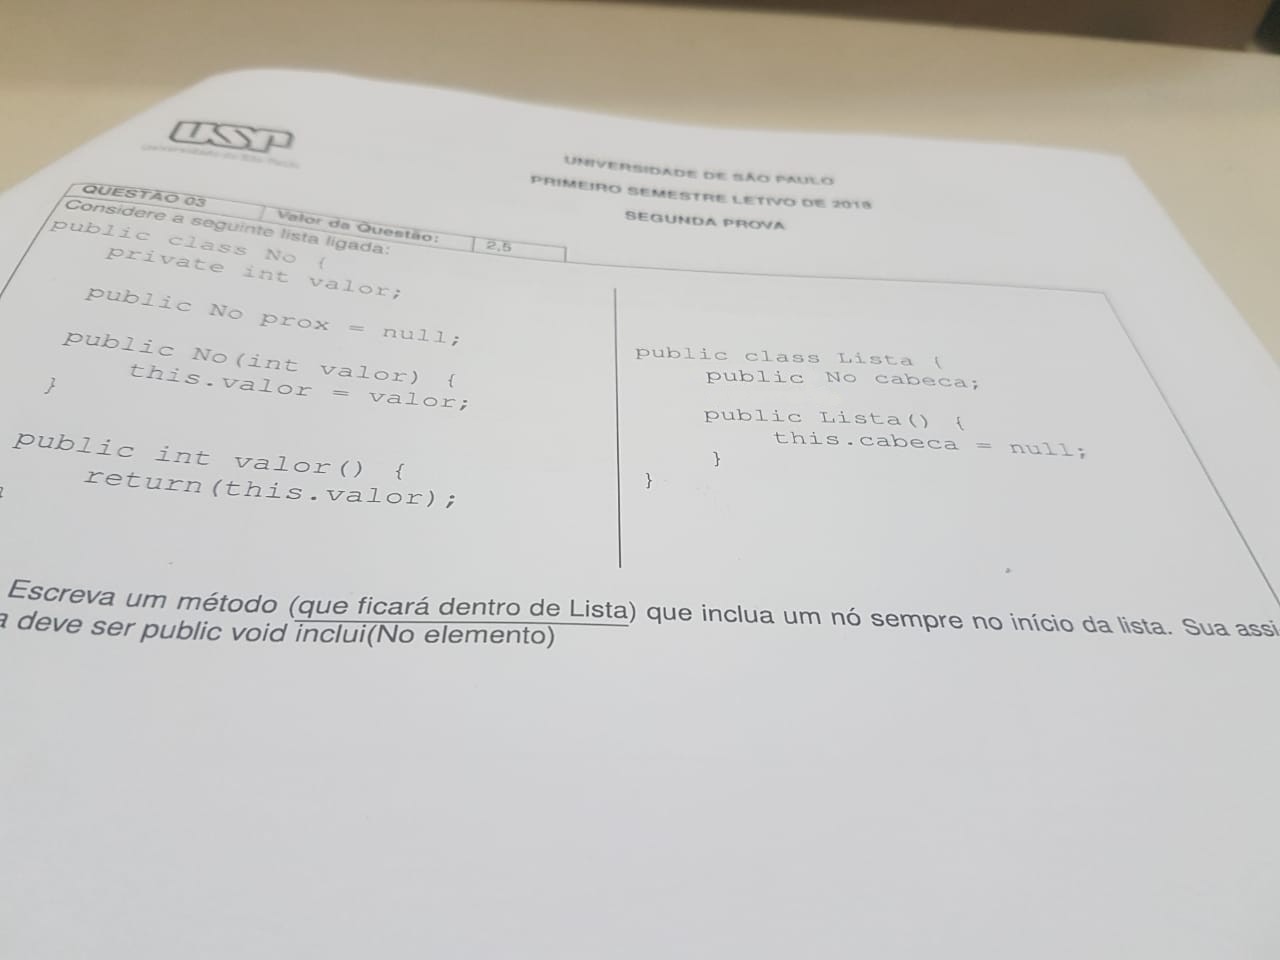 USP
UNIVERSIDADE DE SÃO PAULO
PRIMEIRO SEMESTRE LETIVO DE 2018
SEGUNDA PROVA
QUESTÃO 03 Valor da Questão: 2,5
Considere a seguinte lista ligada:
public class No {
private int valor;
public No prox = null;
public No(int valor) {
this.valor = valor;
}
public int valor() {
return(this.valor);
public class Lista {
public No cabeca;
public Lista() {
this.cabeca = null;
}
}
Escreva um método (que ficará dentro de Lista) que inclua um nó sempre no início da lista. Sua assi
a deve ser public void inclui(No elemento)